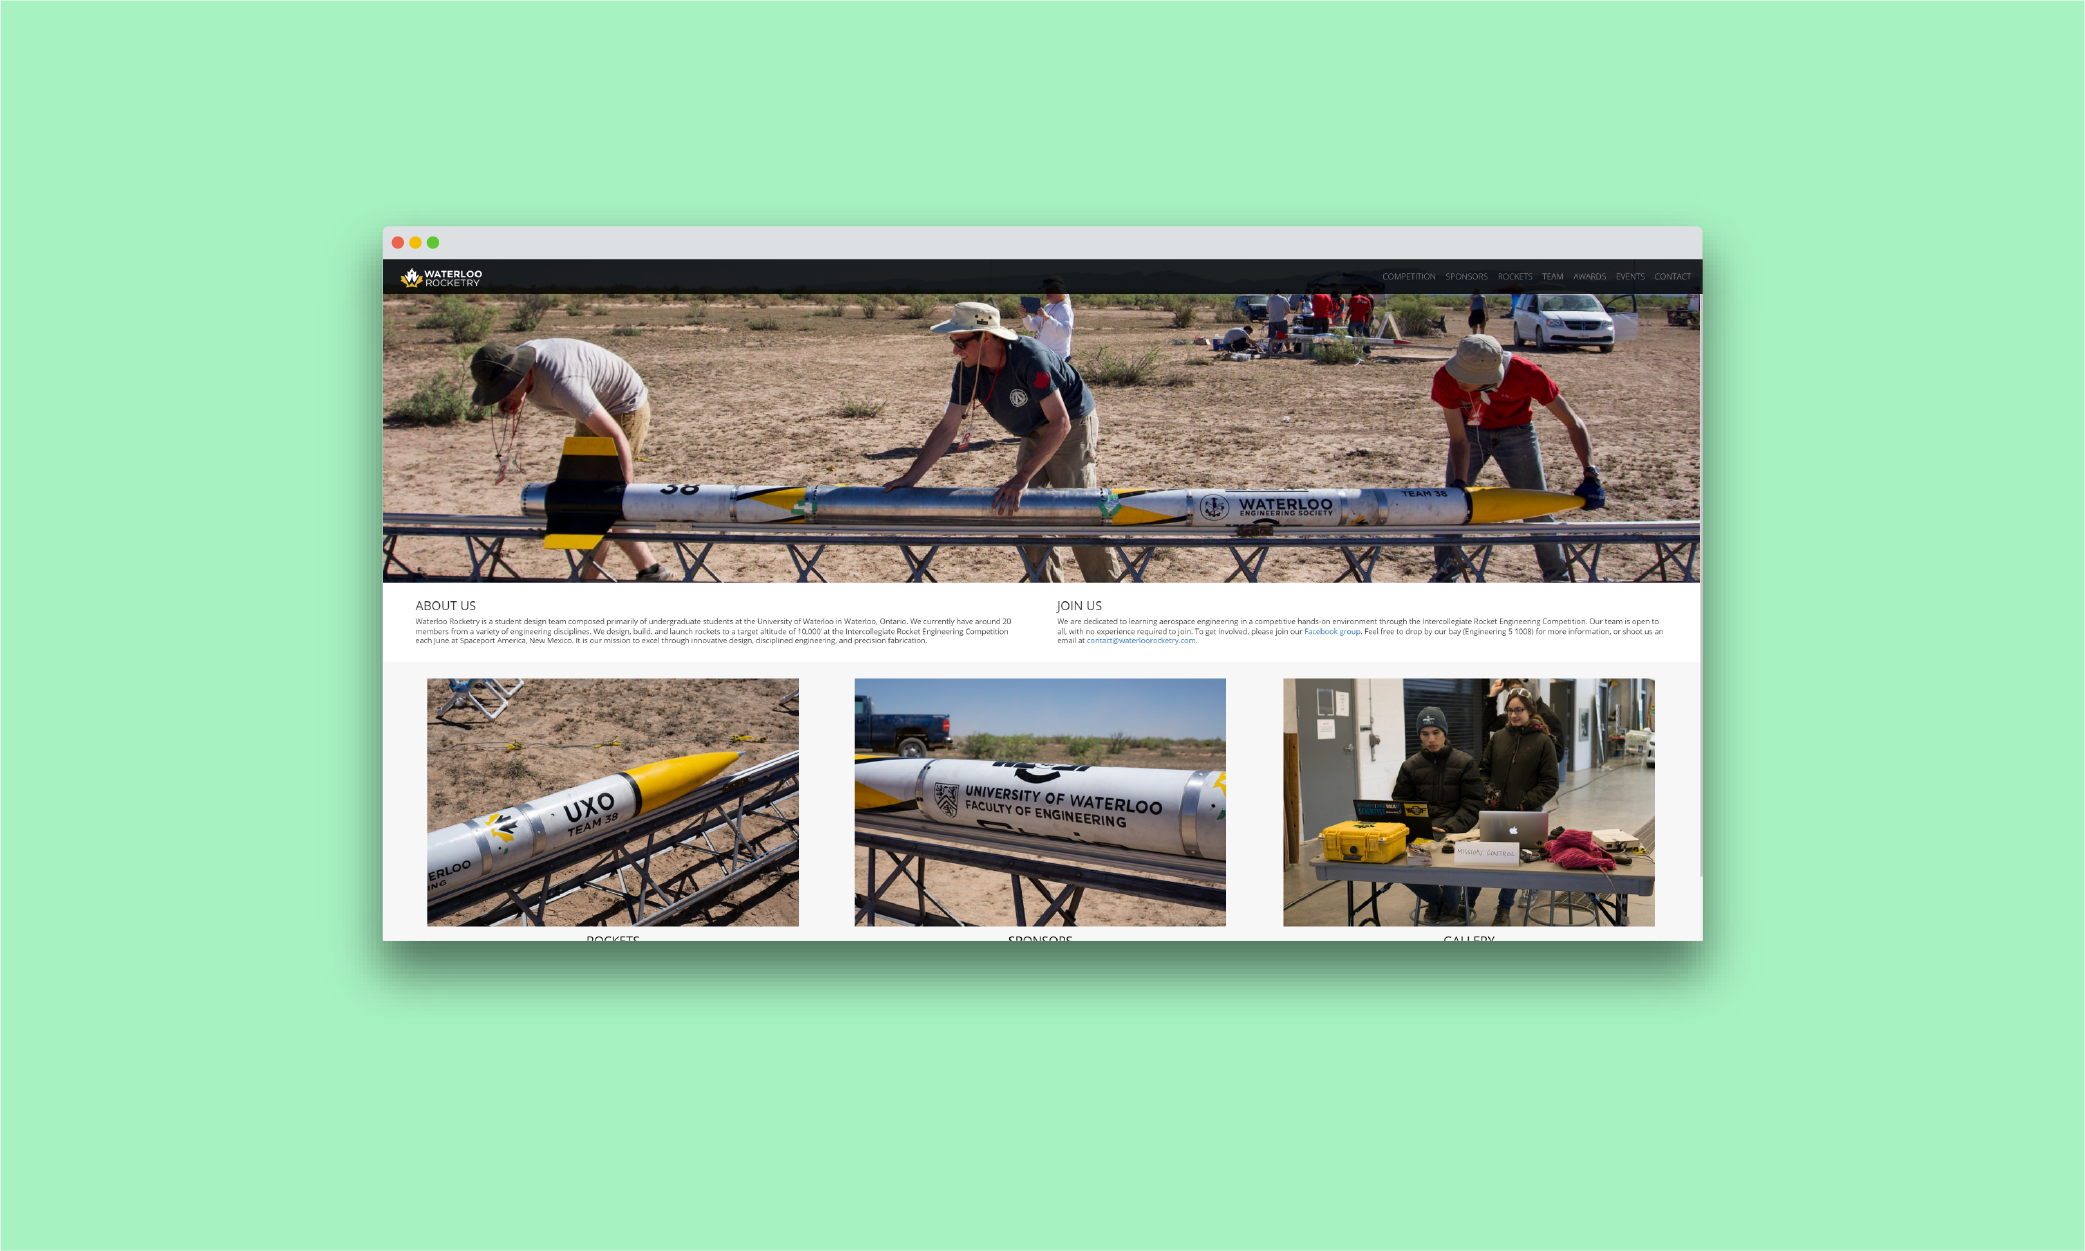 WATERLOO
ROCKETRY
COMPETITION SPONSORS ROCKETS TEAM AWARDS EVENTS CONTACT
38
WATERLOO
ENGINEERING SOCIETY
TEAM 38
ABOUT US
Waterloo Rocketry is a student design team composed primarily of undergraduate students at the University of Waterloo in Waterloo, Ontario. We currently have around 20
members from a variety of engineering disciplines. We design, build, and launch rockets to a target altitude of 10,000' at the Intercollegiate Rocket Engineering Competition
each June at Spaceport America, New Mexico. It is our mission to excel through innovative design, disciplined engineering, and precision fabrication.
JOIN US
We are dedicated to learning aerospace engineering in a competitive hands-on environment through the Intercollegiate Rocket Engineering Competition. Our team is open to
all, with no experience required to join. To get involved, please join our Facebook group. Feel free to drop by our bay (Engineering 5 1008) for more information, or shoot us an
email at contact@waterloorocketry.com.
UXO
TEAM 38
ERLOO
NG
UNIVERSITY OF WATERLOO
FACULTY OF ENGINEERING
MISSION CONTROL
ROCKETS
SPONSORS
GALLERY